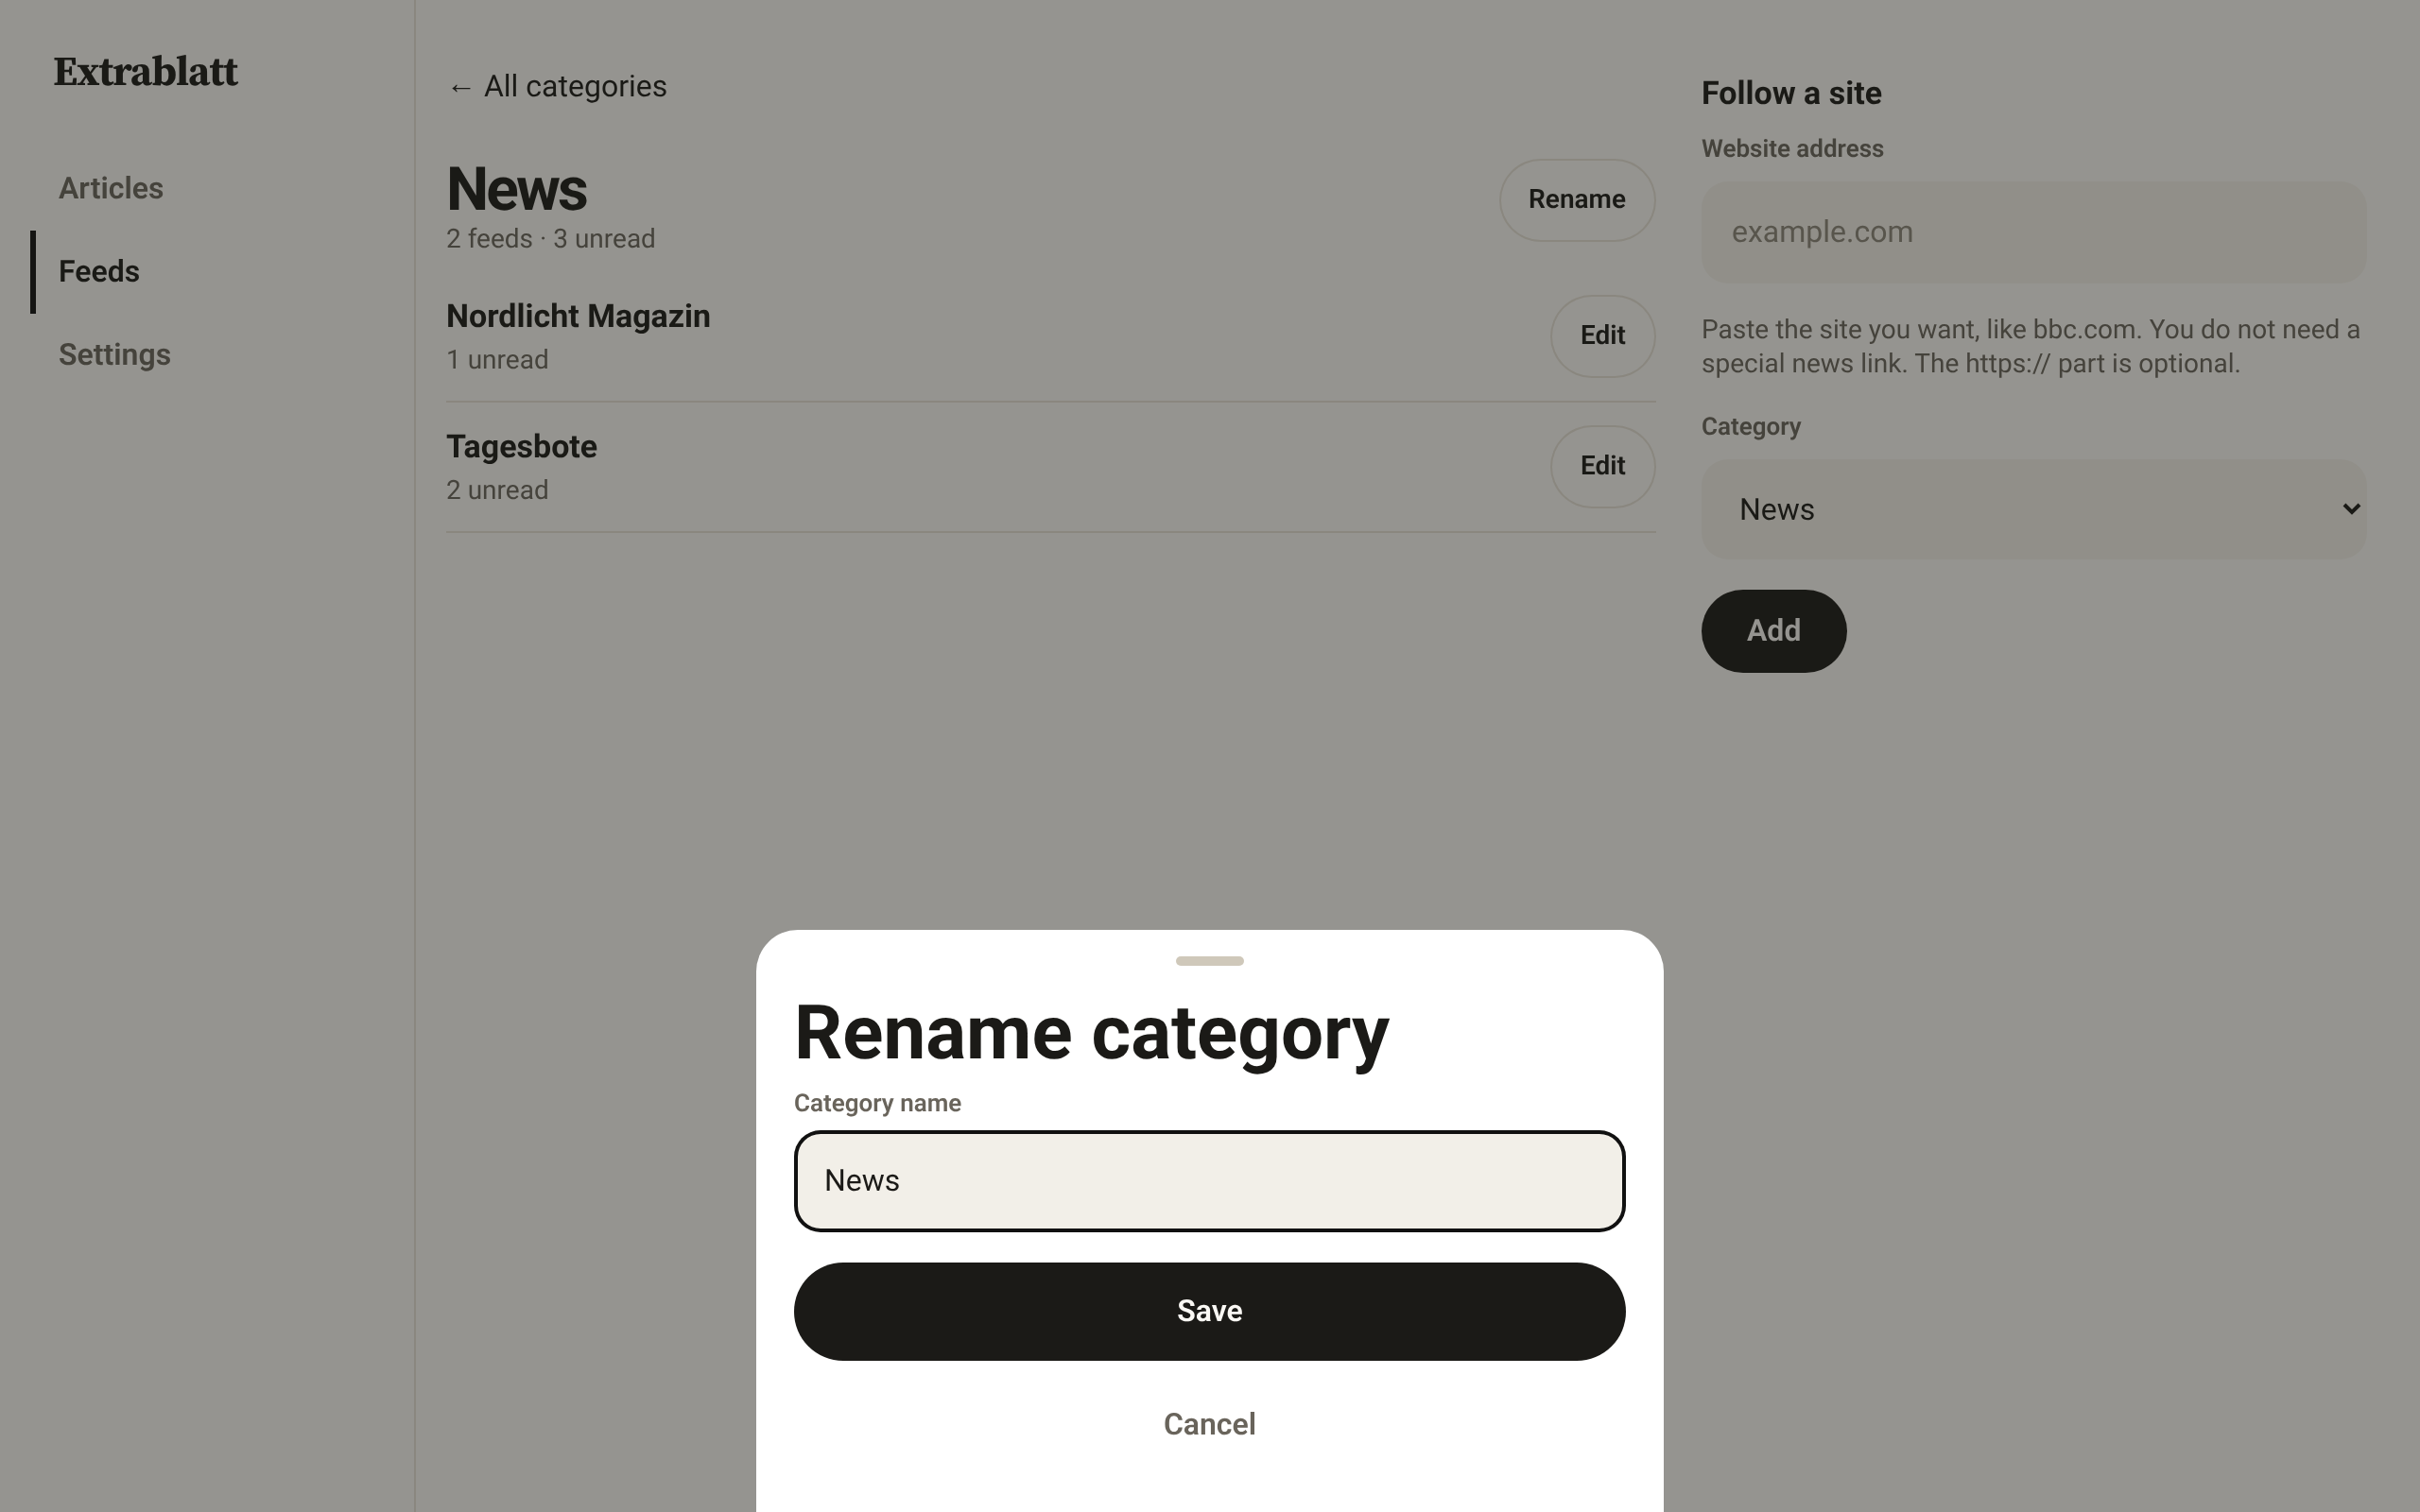 Extrablatt
Articles
Feeds
Settings
← All categories
News
2 feeds · 3 unread
Rename
Nordlicht Magazin
1 unread
Edit
Tagesbote
2 unread
Edit
Follow a site
Website address
example.com
Paste the site you want, like bbc.com. You do not need a
special news link. The https:// part is optional.
Category
News
Add
Rename category
Category name
News
Save
Cancel